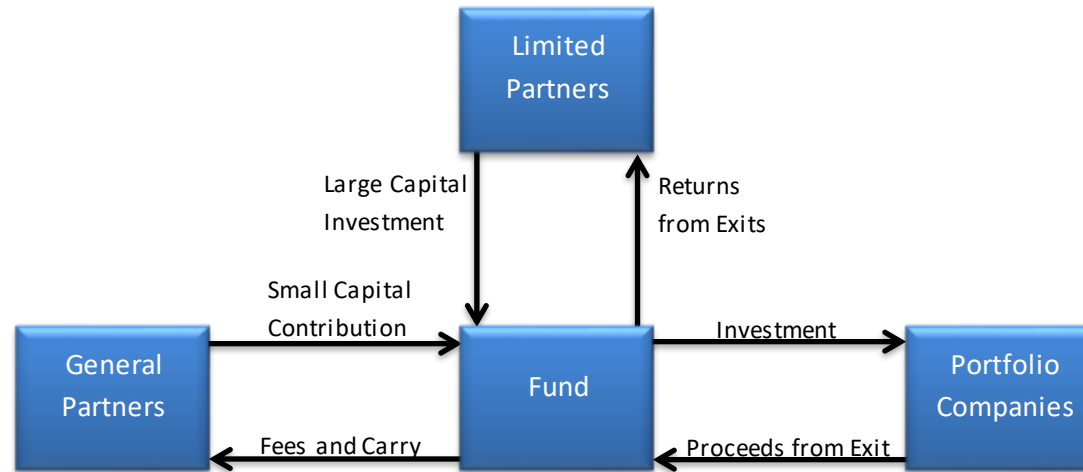 Limited
Partners
Large Capital
Investment
Returns
from Exits
Small Capital
Contribution
Investment
General
Partners
Fund
Portfolio
Companies
Fees and Carry
Proceeds from Exit